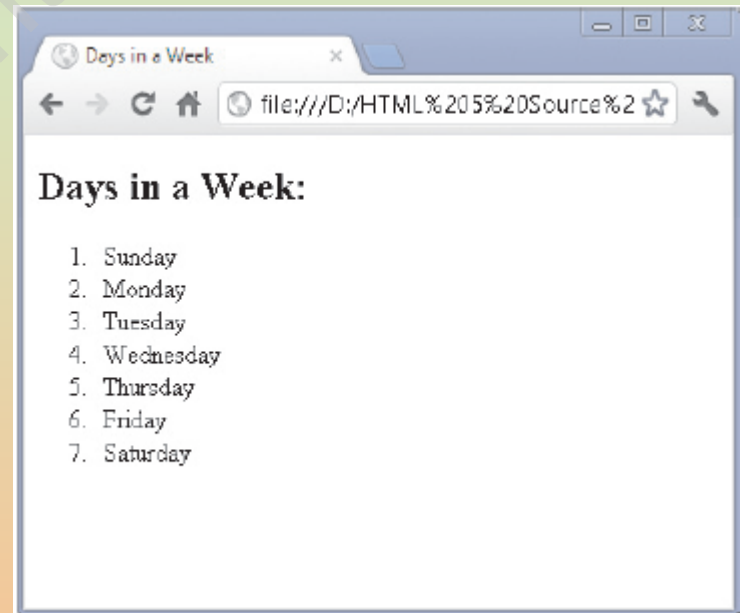 Days in a Week
file:///D:/HTML%205%20Source%2
Days in a Week:
1. Sunday
2. Monday
3. Tuesday
4. Wednesday
5. Thursday
6. Friday
7. Saturday